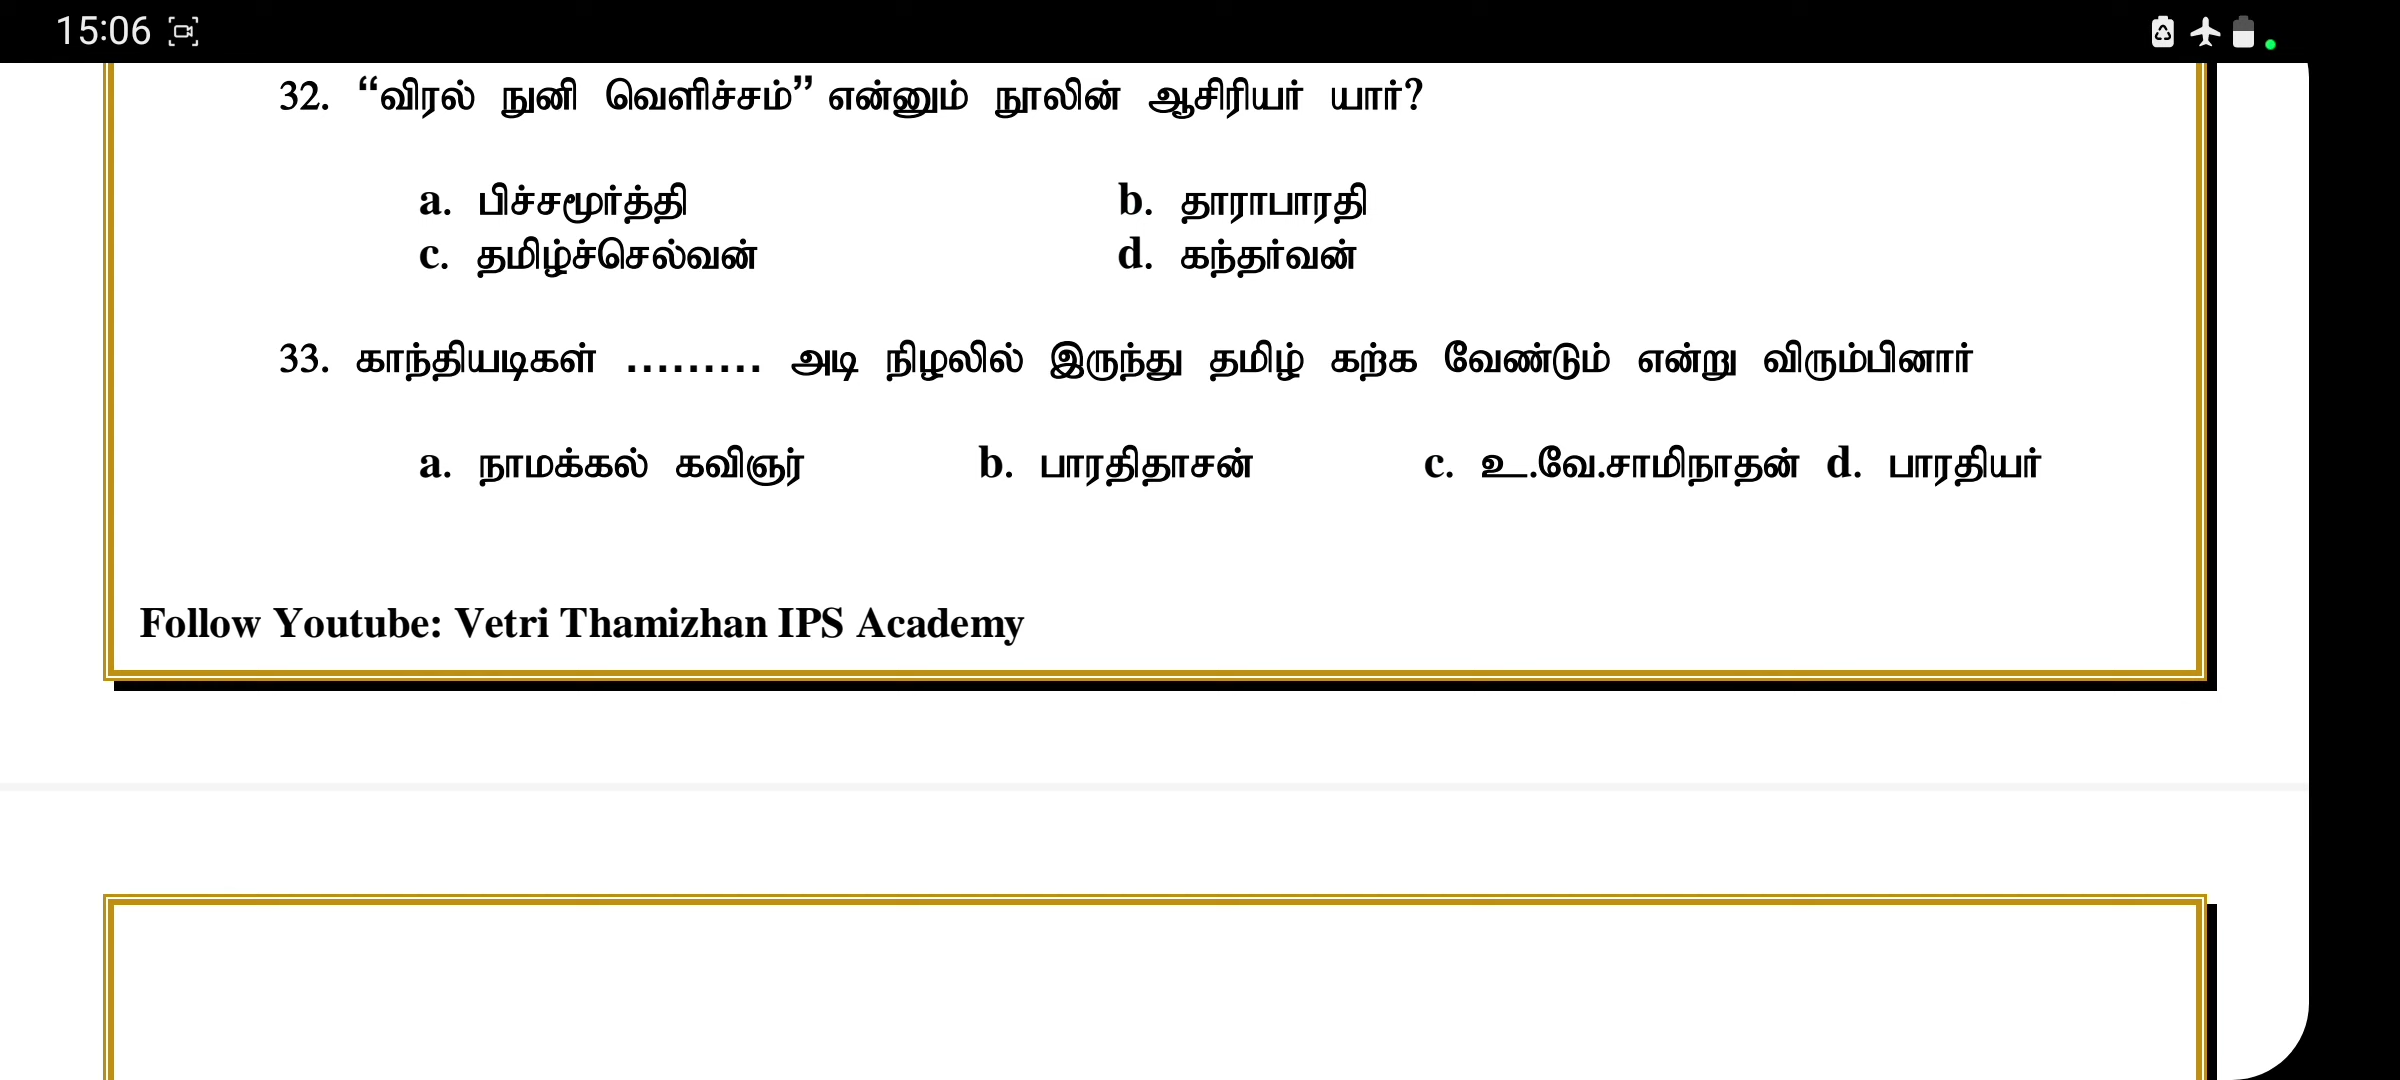 15:06
32. “விரல் நுனி வெளிச்சம்” என்னும் நூலின் ஆசிரியர் யார்?
a. பிச்சமூர்த்தி b. தாராபாரதி
c. தமிழ்ச்செல்வன் d. கந்தர்வன்
33. காந்தியடிகள் ......... அடி நிழலில் இருந்து தமிழ் கற்க வேண்டும் என்று விரும்பினார்
a. நாமக்கல் கவிஞர் b. பாரதிதாசன் c. உ.வே.சாமிநாதன் d. பாரதியர்
Follow Youtube: Vetri Thamizhan IPS Academy